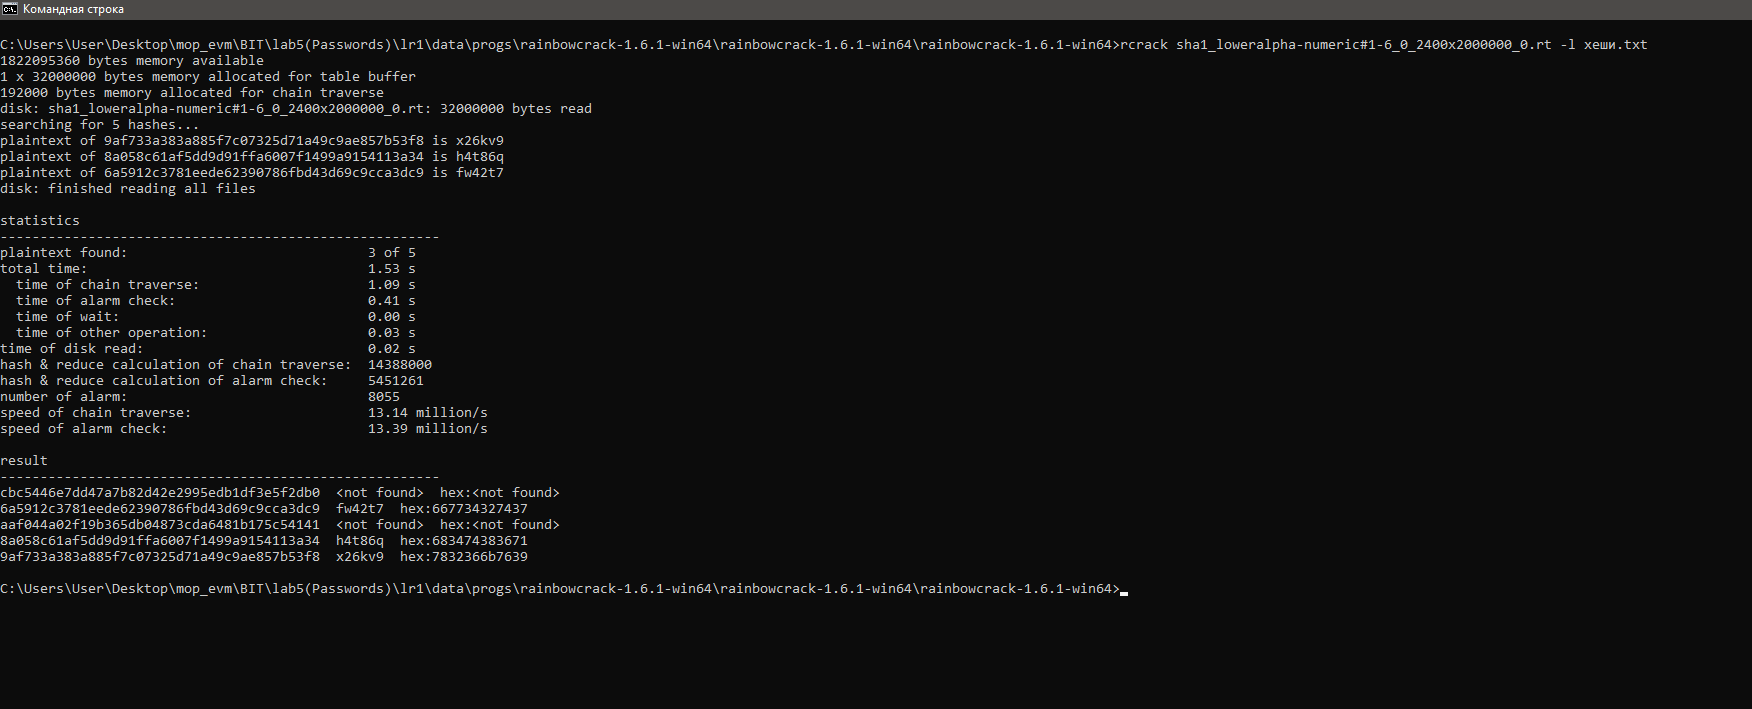 Командная строка
C:\Users\User\Desktop\mop_evm\BIT\lab5(Passwords)\lr1\data\progs\rainbowcrack-1.6.1-win64\rainbowcrack-1.6.1-win64\rainbowcrack-1.6.1-win64>rcrack sha1_loweralpha-numeric#1-6_0_2400x2000000_0.rt -l хеши.txt
1822095360 bytes memory available
1 x 32000000 bytes memory allocated for table buffer
192000 bytes memory allocated for chain traverse
disk: sha1_loweralpha-numeric#1-6_0_2400x2000000_0.rt: 32000000 bytes read
searching for 5 hashes...
plaintext of 9af733a383a885f7c07325d71a49c9ae857b53f8 is x26kv9
plaintext of 8a058c61af5dd9d91ffa6007f1499a9154113a34 is h4t86q
plaintext of 6a5912c3781eede62390786fbd43d69c9cca3dc9 is fw42t7
disk: finished reading all files
statistics
-------------------------------------------------------
plaintext found: 3 of 5
total time: 1.53 s
time of chain traverse: 1.09 s
time of alarm check: 0.41 s
time of wait: 0.00 s
time of other operation: 0.03 s
time of disk read: 0.02 s
hash & reduce calculation of chain traverse: 14388000
hash & reduce calculation of alarm check: 5451261
number of alarm: 8055
speed of chain traverse: 13.14 million/s
speed of alarm check: 13.39 million/s
result
-------------------------------------------------------
cbc5446e7dd47a7b82d42e2995edb1df3e5f2db0 <not found> hex:<not found>
6a5912c3781eede62390786fbd43d69c9cca3dc9 fw42t7 hex:667734327437
aaf044a02f19b365db04873cda6481b175c54141 <not found> hex:<not found>
8a058c61af5dd9d91ffa6007f1499a9154113a34 h4t86q hex:683474383671
9af733a383a885f7c07325d71a49c9ae857b53f8 x26kv9 hex:7832366b7639
C:\Users\User\Desktop\mop_evm\BIT\lab5(Passwords)\lr1\data\progs\rainbowcrack-1.6.1-win64\rainbowcrack-1.6.1-win64\rainbowcrack-1.6.1-win64>